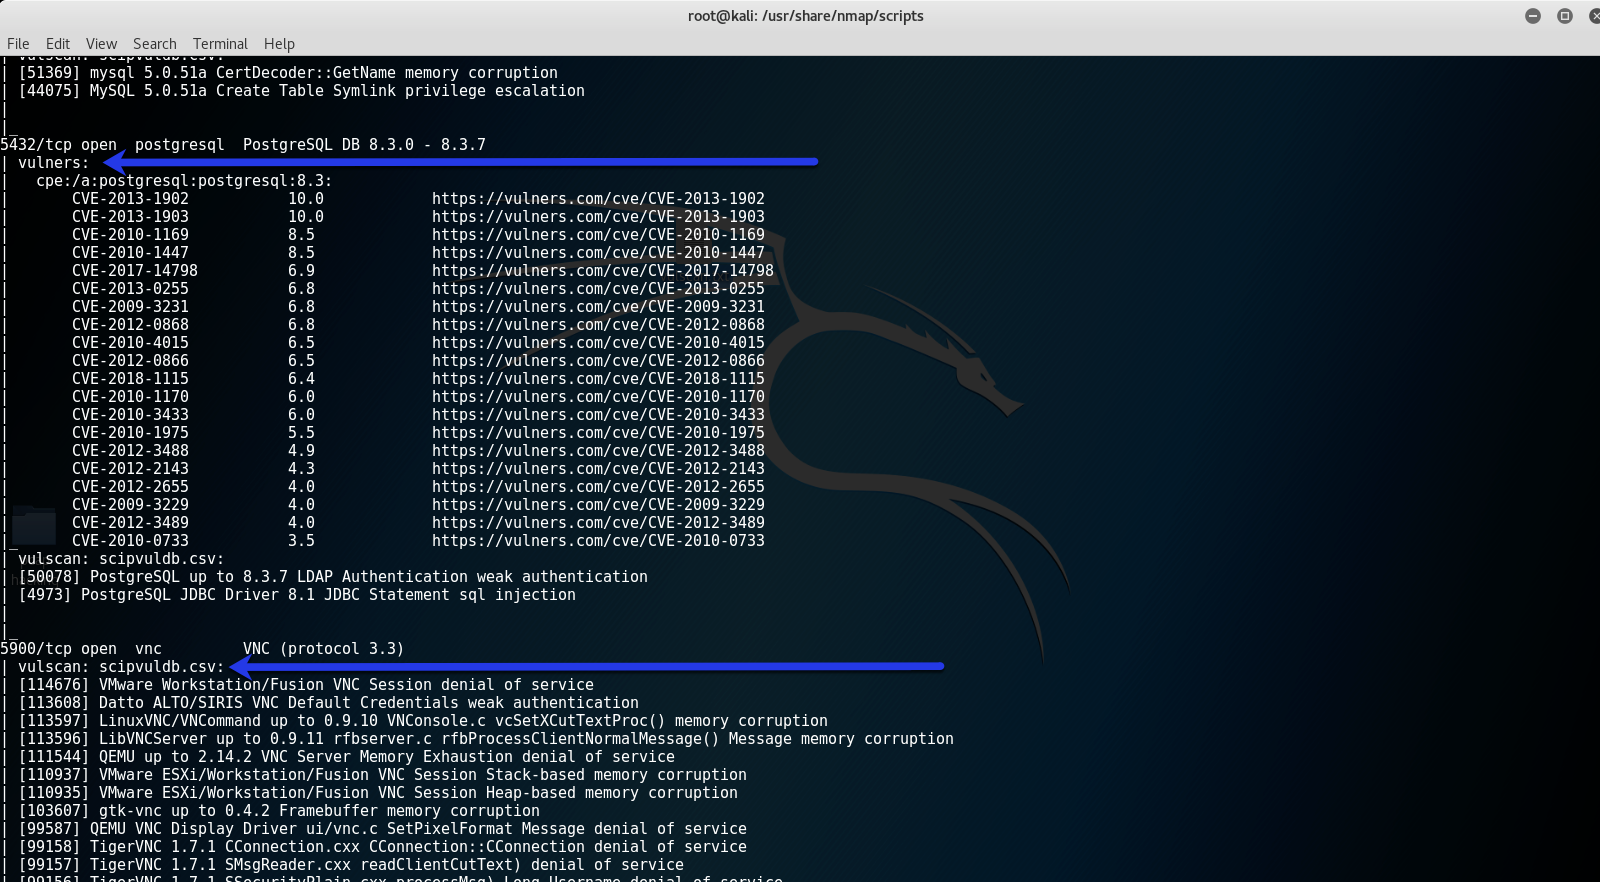 root@kali: /usr/share/nmap/scripts
File Edit View Search Terminal Help
| vulscan: scipvuldb.csv:
| [51369] mysql 5.0.51a CertDecoder::GetName memory corruption
| [44075] MySQL 5.0.51a Create Table Symlink privilege escalation
|
|_
5432/tcp open  postgresql  PostgreSQL DB 8.3.0 - 8.3.7
| vulners:
|   cpe:/a:postgresql:postgresql:8.3:
|       CVE-2013-1902           10.0            https://vulners.com/cve/CVE-2013-1902
|       CVE-2013-1903           10.0            https://vulners.com/cve/CVE-2013-1903
|       CVE-2010-1169           8.5             https://vulners.com/cve/CVE-2010-1169
|       CVE-2010-1447           8.5             https://vulners.com/cve/CVE-2010-1447
|       CVE-2017-14798          6.9             https://vulners.com/cve/CVE-2017-14798
|       CVE-2013-0255           6.8             https://vulners.com/cve/CVE-2013-0255
|       CVE-2009-3231           6.8             https://vulners.com/cve/CVE-2009-3231
|       CVE-2012-0868           6.8             https://vulners.com/cve/CVE-2012-0868
|       CVE-2010-4015           6.5             https://vulners.com/cve/CVE-2010-4015
|       CVE-2012-0866           6.5             https://vulners.com/cve/CVE-2012-0866
|       CVE-2018-1115           6.4             https://vulners.com/cve/CVE-2018-1115
|       CVE-2010-1170           6.0             https://vulners.com/cve/CVE-2010-1170
|       CVE-2010-3433           6.0             https://vulners.com/cve/CVE-2010-3433
|       CVE-2010-1975           5.5             https://vulners.com/cve/CVE-2010-1975
|       CVE-2012-3488           4.9             https://vulners.com/cve/CVE-2012-3488
|       CVE-2012-2143           4.3             https://vulners.com/cve/CVE-2012-2143
|       CVE-2012-2655           4.0             https://vulners.com/cve/CVE-2012-2655
|       CVE-2009-3229           4.0             https://vulners.com/cve/CVE-2009-3229
|       CVE-2012-3489           4.0             https://vulners.com/cve/CVE-2012-3489
|_      CVE-2010-0733           3.5             https://vulners.com/cve/CVE-2010-0733
| vulscan: scipvuldb.csv:
| [50078] PostgreSQL up to 8.3.7 LDAP Authentication weak authentication
| [4973] PostgreSQL JDBC Driver 8.1 JDBC Statement sql injection
|
|_
5900/tcp open  vnc         VNC (protocol 3.3)
| vulscan: scipvuldb.csv:
| [114676] VMware Workstation/Fusion VNC Session denial of service
| [113608] Datto ALTO/SIRIS VNC Default Credentials weak authentication
| [113597] LinuxVNC/VNCommand up to 0.9.10 VNConsole.c vcSetXCutTextProc() memory corruption
| [113596] LibVNCServer up to 0.9.11 rfbserver.c rfbProcessClientNormalMessage() Message memory corruption
| [111544] QEMU up to 2.14.2 VNC Server Memory Exhaustion denial of service
| [110937] VMware ESXi/Workstation/Fusion VNC Session Stack-based memory corruption
| [110935] VMware ESXi/Workstation/Fusion VNC Session Heap-based memory corruption
| [103607] gtk-vnc up to 0.4.2 Framebuffer memory corruption
| [99587] QEMU VNC Display Driver ui/vnc.c SetPixelFormat Message denial of service
| [99158] TigerVNC 1.7.1 CConnection.cxx CConnection::CConnection denial of service
| [99157] TigerVNC 1.7.1 SMsgReader.cxx readClientCutText) denial of service
| [99156] TigerVNC 1.7.1 SSecurityPlain.cxx processMsg) Long Username denial of service